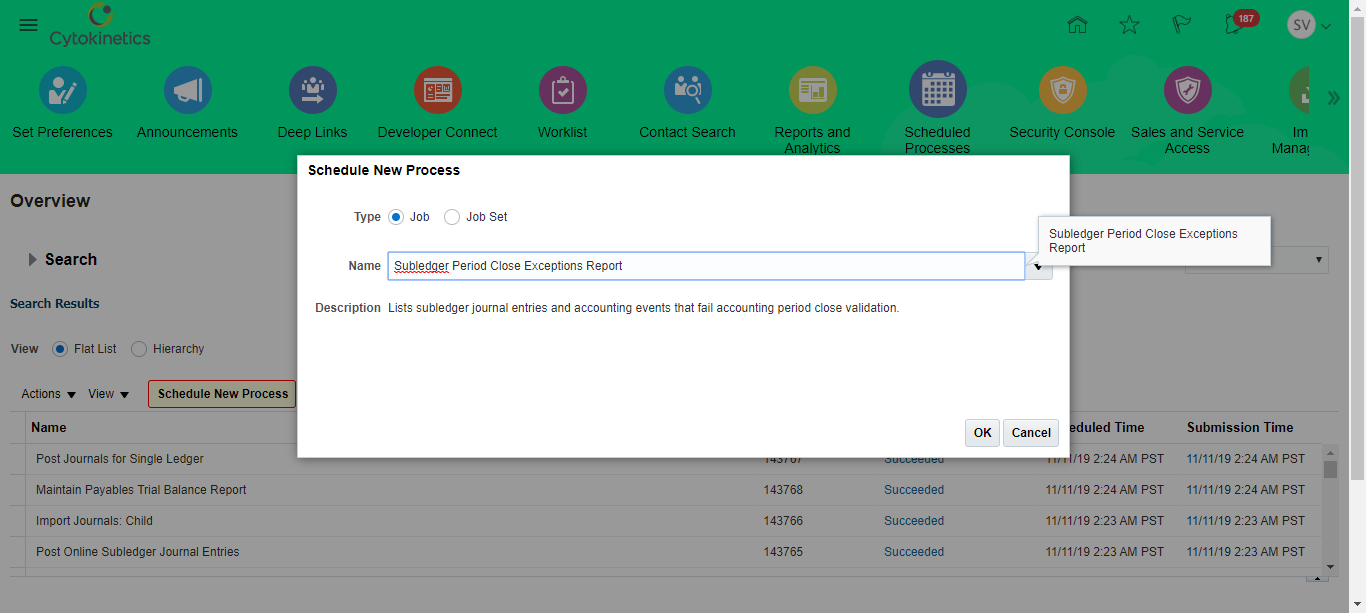 Cytokinetics
187
SV
Set Preferences
Announcements
Deep Links
Developer Connect
Worklist
Contact Search
Reports and
Analytics
Scheduled
Processes
Security Console
Sales and Service
Access
Im
Manag
Schedule New Process
Overview
Type Job Job Set
Subledger Period Close Exceptions
Report
Search
Name Subledger Period Close Exceptions Report
Search Results
Description Lists subledger journal entries and accounting events that fail accounting period close validation.
View Flat List Hierarchy
Actions View Schedule New Process
OK Cancel
Name eduled Time Submission Time
Post Journals for Single Ledger 143767 Succeeded 11/11/19 2:24 AM PST 11/11/19 2:24 AM PST
Maintain Payables Trial Balance Report 143768 Succeeded 11/11/19 2:24 AM PST 11/11/19 2:24 AM PST
Import Journals: Child 143766 Succeeded 11/11/19 2:23 AM PST 11/11/19 2:23 AM PST
Post Online Subledger Journal Entries 143765 Succeeded 11/11/19 2:23 AM PST 11/11/19 2:23 AM PST